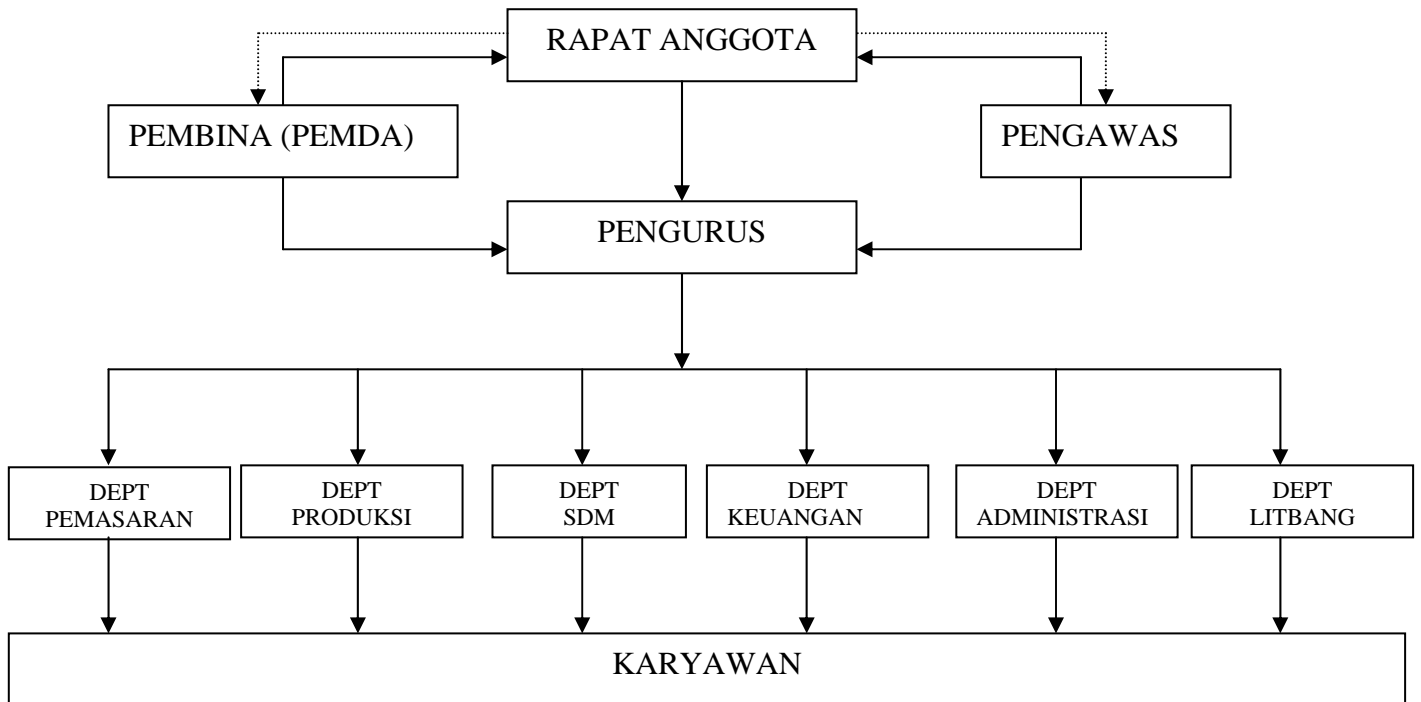 RAPAT ANGGOTA
PEMBINA (PEMDA)
PENGAWAS
PENGURUS
DEPT
PEMASARAN
DEPT
PRODUKSI
DEPT
SDM
DEPT
KEUANGAN
DEPT
ADMINISTRASI
DEPT
LITBANG
KARYAWAN